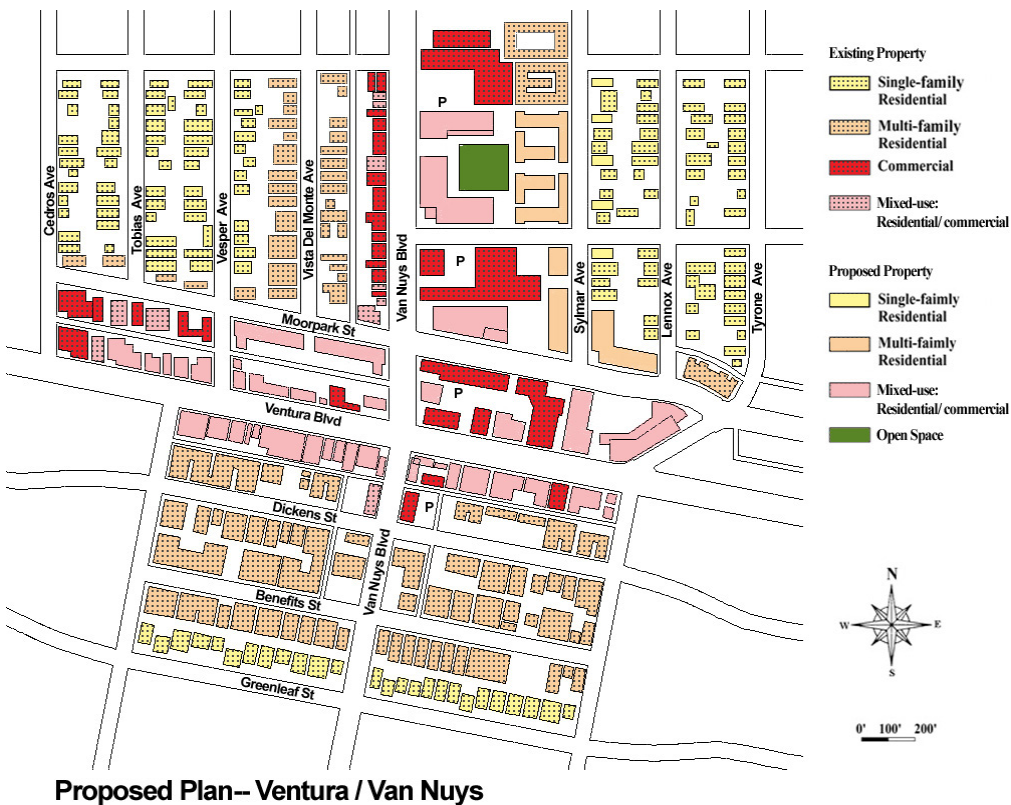 Existing Property
Single-family
Residential
Multi-family
Residential
Commercial
Mixed-use:
Residential/ commercial
Proposed Property
Single-faimly
Residential
Multi-faimly
Residential
Mixed-use:
Residential/ commercial
Open Space
P
Cedros Ave
Tobias Ave
Vesper Ave
Vista Del Monte Ave
Van Nuys Blvd
P
Sylmar Ave
Lennox Ave
Tyrone Ave
Moorpark St
P
Ventura Blvd
P
Dickens St
Van Nuys Blvd
Benefits St
Greenleaf St
N
W
E
S
0' 100' 200'
Proposed Plan-- Ventura / Van Nuys